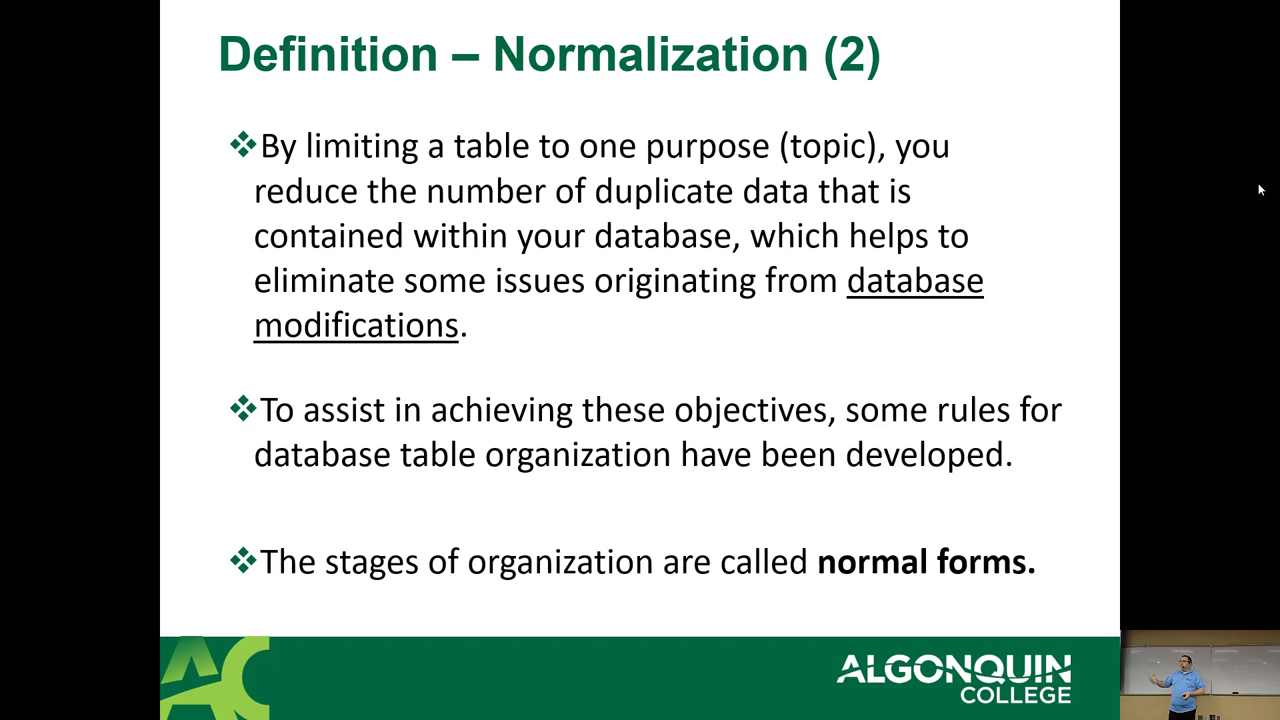 Definition – Normalization (2)
❖By limiting a table to one purpose (topic), you
reduce the number of duplicate data that is
contained within your database, which helps to
eliminate some issues originating from database
modifications.
❖To assist in achieving these objectives, some rules for
database table organization have been developed.
❖The stages of organization are called normal forms.
AC
ALGONQUIN
COLLEGE